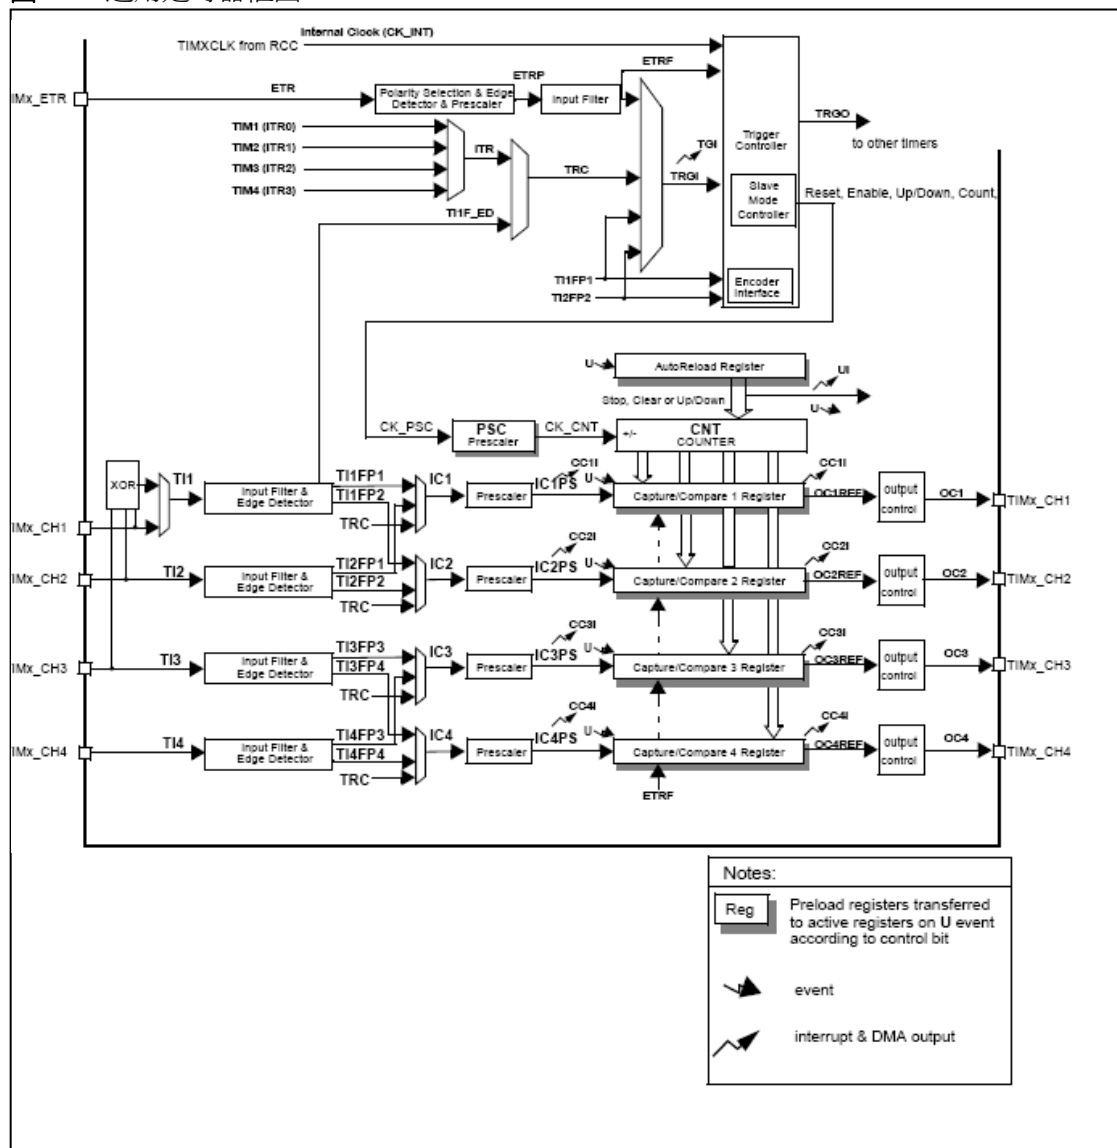 Internal Clock (CK_INT)
TIMXCLK from RCC
ETRF
ETR
ETRP
IMx_ETR
Polarity Selection & Edge
Detector & Prescaler
Input Filter
TRGO
to other timers
TIM1 (ITR0)
TIM2 (ITR1)
TIM3 (ITR2)
TIM4 (ITR3)
ITR
TRC
TGI
TRGI
Trigger
Controller
Slave
Mode
Controller
Reset, Enable, Up/Down, Count,
TI1F_ED
TI1FP1
TI2FP2
Encoder
Interface
U
AutoReload Register
UI
Stop, Clear or Up/Down
U
CK_PSC
PSC
Prescaler
CK_CNT
+/-
CNT
COUNTER
XOR
TI1
Input Filter &
Edge Detector
TI1FP1
TI1FP2
TRC
IC1
Prescaler
CC1I
IC1PS
U
Capture/Compare 1 Register
CC1I
OC1REF
output
control
OC1
TIMx_CH1
IMx_CH1
IMx_CH2
TI2
Input Filter &
Edge Detector
TI2FP1
TI2FP2
TRC
IC2
Prescaler
CC2I
IC2PS
U
Capture/Compare 2 Register
CC2I
OC2REF
output
control
OC2
TIMx_CH2
IMx_CH3
TI3
Input Filter &
Edge Detector
TI3FP3
TI3FP4
TRC
IC3
Prescaler
CC3I
IC3PS
U
Capture/Compare 3 Register
CC3I
OC3REF
output
control
OC3
TIMx_CH3
IMx_CH4
TI4
Input Filter &
Edge Detector
TI4FP3
TI4FP4
TRC
IC4
Prescaler
CC4I
IC4PS
U
Capture/Compare 4 Register
CC4I
OC4REF
output
control
OC4
TIMx_CH4
ETRF
Notes:
Reg
Preload registers transferred
to active registers on U event
according to control bit
event
interrupt & DMA output